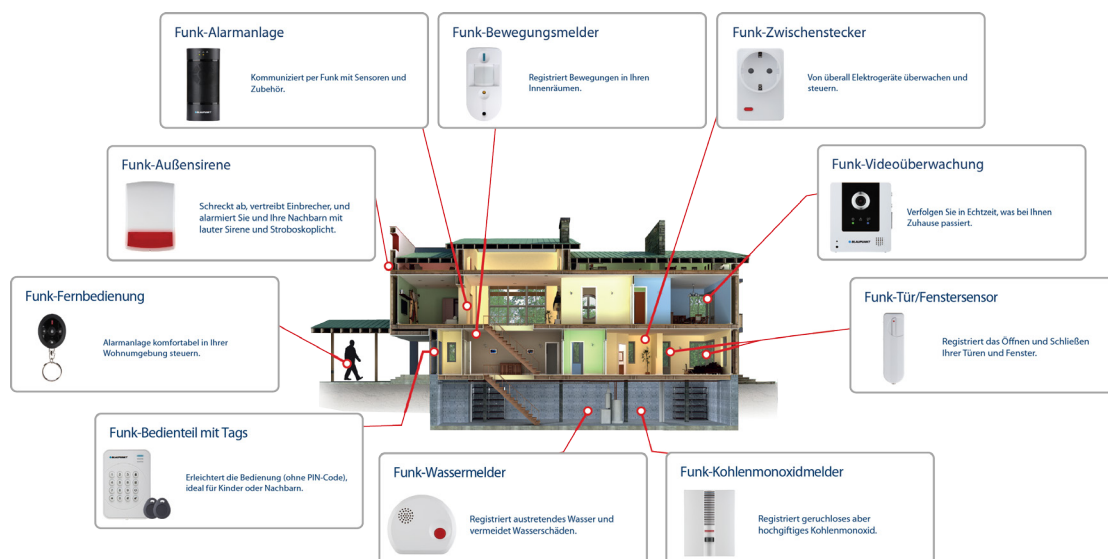 Funk-Alarmanlage
Kommuniziert per Funk mit Sensoren und
Zubehör.
BLAUPUNKT
Funk-Bewegungsmelder
Registriert Bewegungen in Ihren
Innenräumen.
Funk-Zwischenstecker
Von überall Elektrogeräte überwachen und
steuern.
Funk-Außensirene
Schreckt ab, vertreibt Einbrecher, und
alarmiert Sie und Ihre Nachbarn mit
lauter Sirene und Stroboskoplicht.
Funk-Videoüberwachung
Verfolgen Sie in Echtzeit, was bei Ihnen
Zuhause passiert.
BLAUPUNKT
Funk-Fernbedienung
Alarmanlage komfortabel in Ihrer
Wohnumgebung steuern.
Funk-Tür/Fenstersensor
Registriert das Öffnen und Schließen
Ihrer Türen und Fenster.
Funk-Bedienteil mit Tags
BLAUPUNKT
Erleichtert die Bedienung (ohne PIN-Code),
ideal für Kinder oder Nachbarn.
Funk-Wassermelder
Registriert austretendes Wasser und
vermeidet Wasserschäden.
Funk-Kohlenmonoxidmelder
Registriert geruchloses aber
hochgiftiges Kohlenmonoxid.